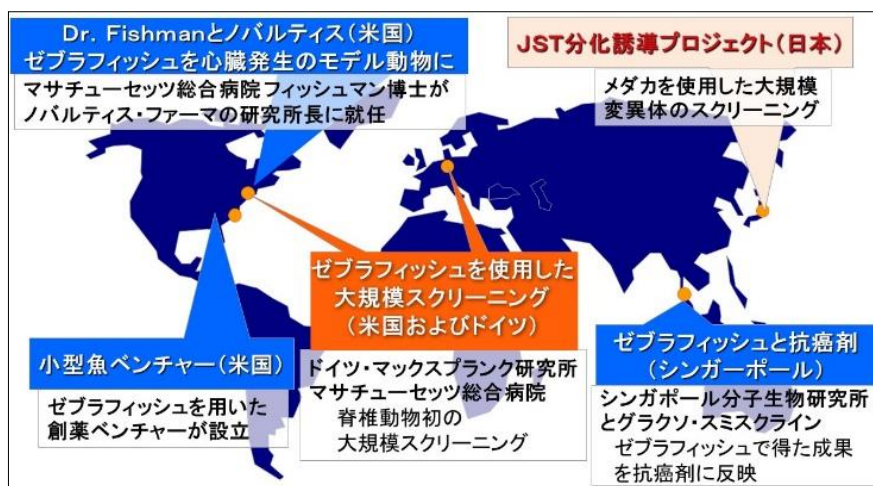 Dr. Fishmanとノバルティス(米国)
ゼブラフィッシュを心臓発生のモデル動物に
マサチューセッツ総合病院フィッシュマン博士が
ノバルティス・ファーマの研究所長に就任
JST分化誘導プロジェクト(日本)
メダカを使用した大規模
変異体のスクリーニング
ゼブラフィッシュを使用した
大規模スクリーニング
(米国およびドイツ)
ドイツ・マックスプランク研究所
マサチューセッツ総合病院
脊椎動物初の
大規模スクリーニング
小型魚ベンチャー(米国)
ゼブラフィッシュを用いた
創薬ベンチャーが設立
ゼブラフィッシュと抗癌剤
(シンガーポール)
シンガポール分子生物研究所
とグラクソ・スミスクライン
ゼブラフィッシュで得た成果
を抗癌剤に反映